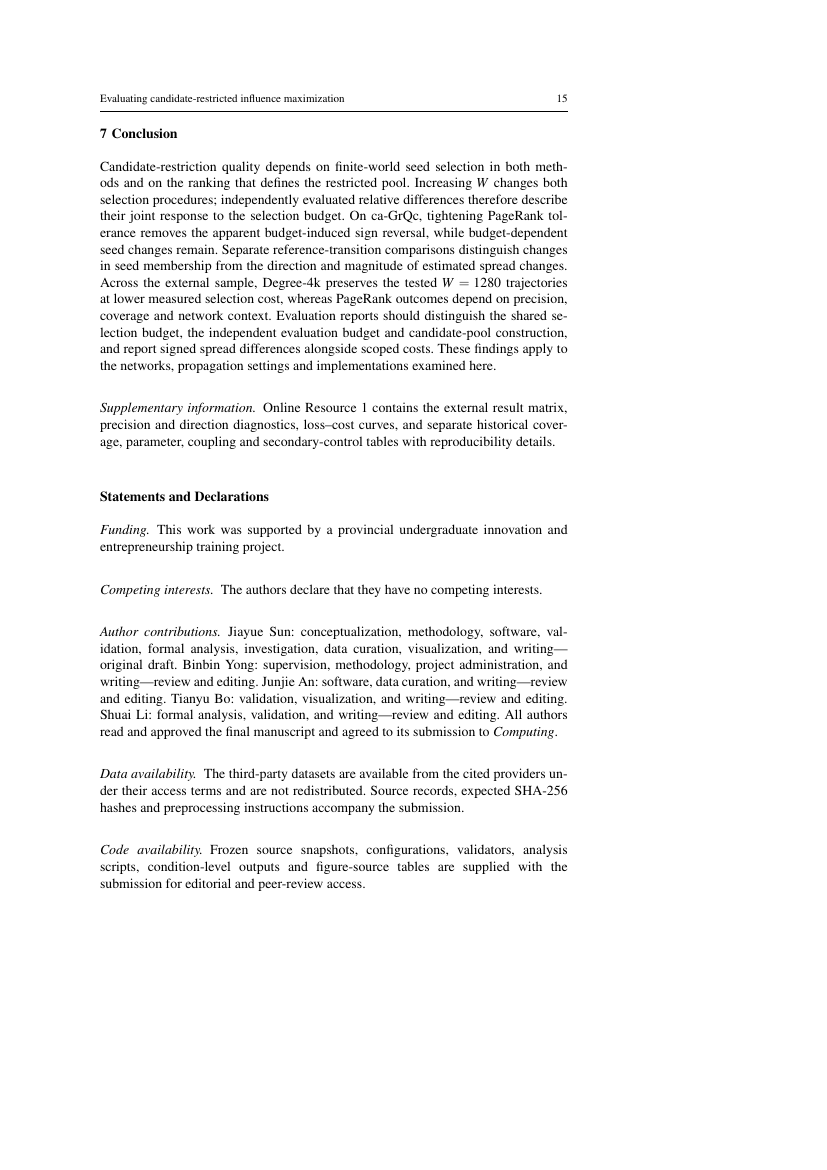 Evaluating candidate-restricted influence maximization 15
7 Conclusion
Candidate-restriction quality depends on finite-world seed selection in both meth-
ods and on the ranking that defines the restricted pool. Increasing W changes both
selection procedures; independently evaluated relative differences therefore describe
their joint response to the selection budget. On ca-GrQc, tightening PageRank tol-
erance removes the apparent budget-induced sign reversal, while budget-dependent
seed changes remain. Separate reference-transition comparisons distinguish changes
in seed membership from the direction and magnitude of estimated spread changes.
Across the external sample, Degree-4k preserves the tested W = 1280 trajectories
at lower measured selection cost, whereas PageRank outcomes depend on precision,
coverage and network context. Evaluation reports should distinguish the shared se-
lection budget, the independent evaluation budget and candidate-pool construction,
and report signed spread differences alongside scoped costs. These findings apply to
the networks, propagation settings and implementations examined here.
Supplementary information. Online Resource 1 contains the external result matrix,
precision and direction diagnostics, loss–cost curves, and separate historical cover-
age, parameter, coupling and secondary-control tables with reproducibility details.
Statements and Declarations
Funding. This work was supported by a provincial undergraduate innovation and
entrepreneurship training project.
Competing interests. The authors declare that they have no competing interests.
Author contributions. Jiayue Sun: conceptualization, methodology, software, val-
idation, formal analysis, investigation, data curation, visualization, and writing—
original draft. Binbin Yong: supervision, methodology, project administration, and
writing—review and editing. Junjie An: software, data curation, and writing—review
and editing. Tianyu Bo: validation, visualization, and writing—review and editing.
Shuai Li: formal analysis, validation, and writing—review and editing. All authors
read and approved the final manuscript and agreed to its submission to Computing.
Data availability. The third-party datasets are available from the cited providers un-
der their access terms and are not redistributed. Source records, expected SHA-256
hashes and preprocessing instructions accompany the submission.
Code availability. Frozen source snapshots, configurations, validators, analysis
scripts, condition-level outputs and figure-source tables are supplied with the
submission for editorial and peer-review access.